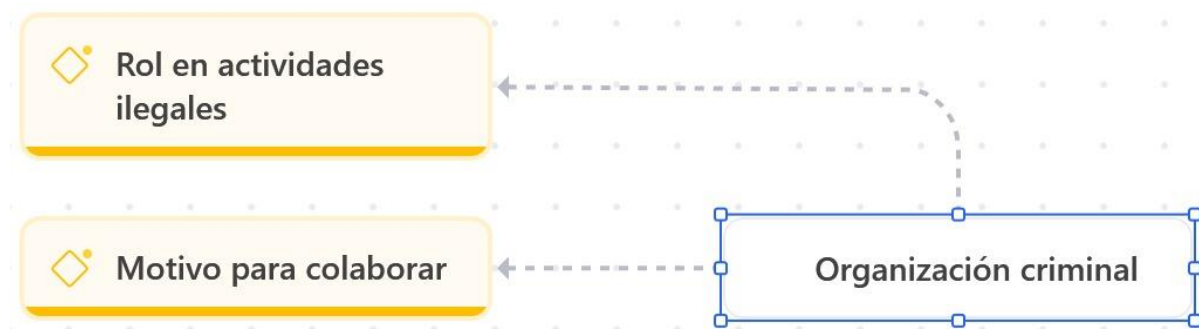 Rol en actividades
ilegales
Motivo para colaborar
Organización criminal